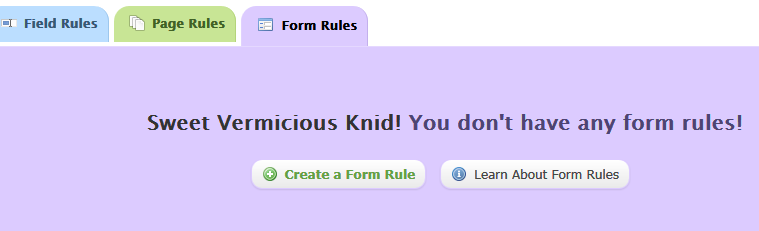 Field Rules
Page Rules
Form Rules
Sweet Vermicious Knid! You don't have any form rules!
Create a Form Rule
Learn About Form Rules